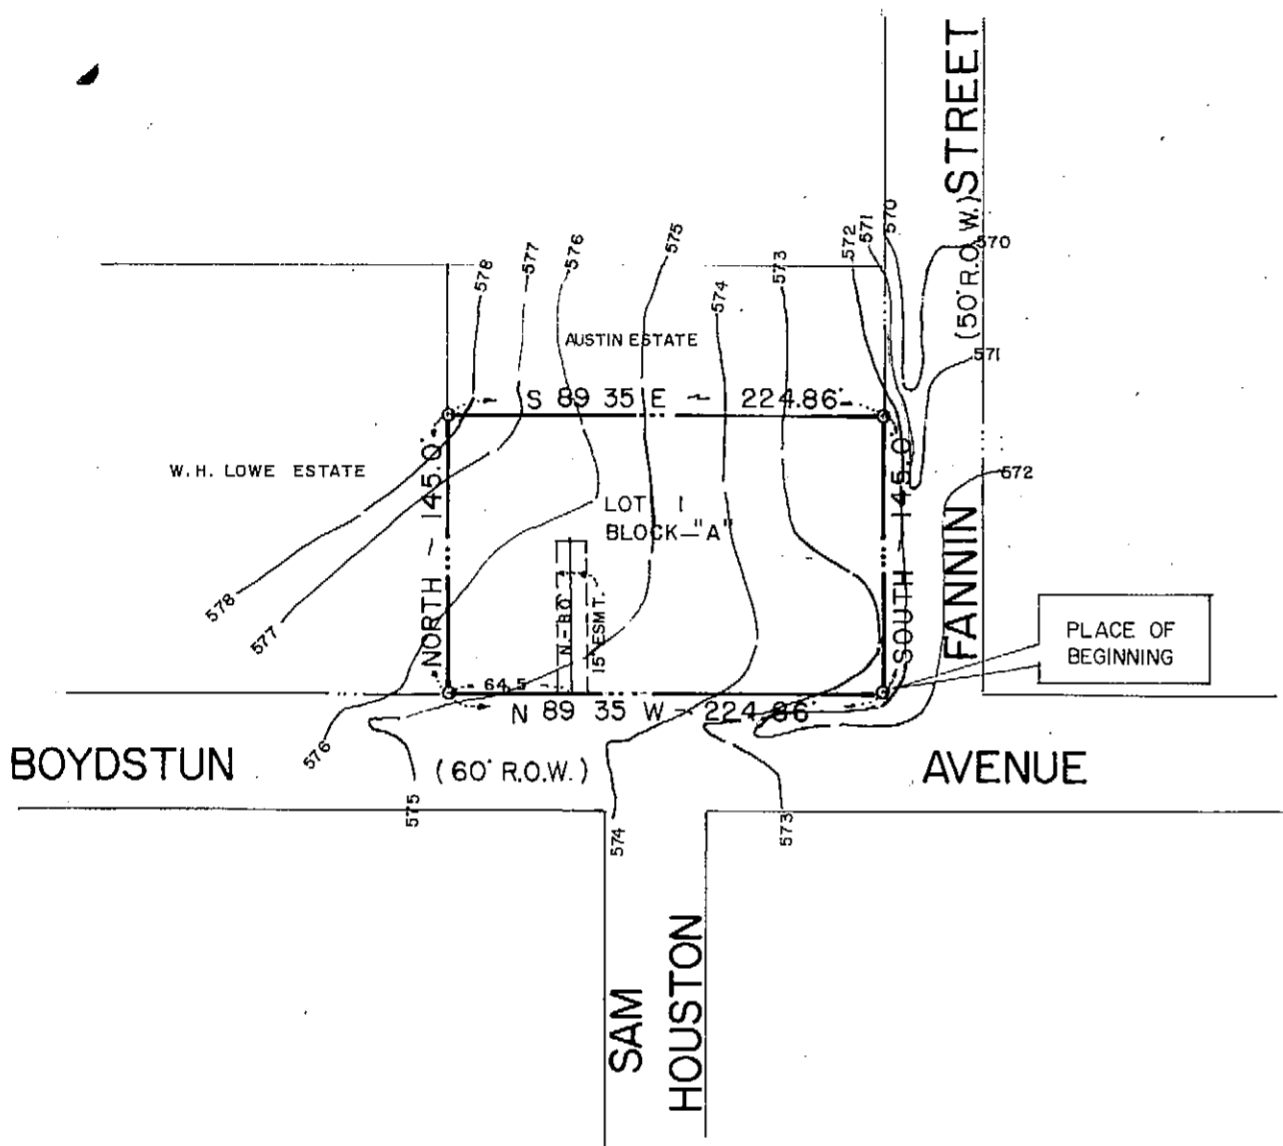 STREET
(50' R.O.W.)
570
571
572
570
573
575
576
577
578
574
571
AUSTIN ESTATE
S 89 35 E ~ 224.86'
W. H. LOWE ESTATE
NORTH ~ 145.0'
SOUTH ~ 145.0'
572
LOT 1
BLOCK-"A"
FANNIN
N-80
15' ESMT.
578
577
PLACE OF
BEGINNING
64.5
N 89 35 W - 224.86'
576
BOYDSTUN
(60' R.O.W.)
AVENUE
575
574
573
SAM
HOUSTON